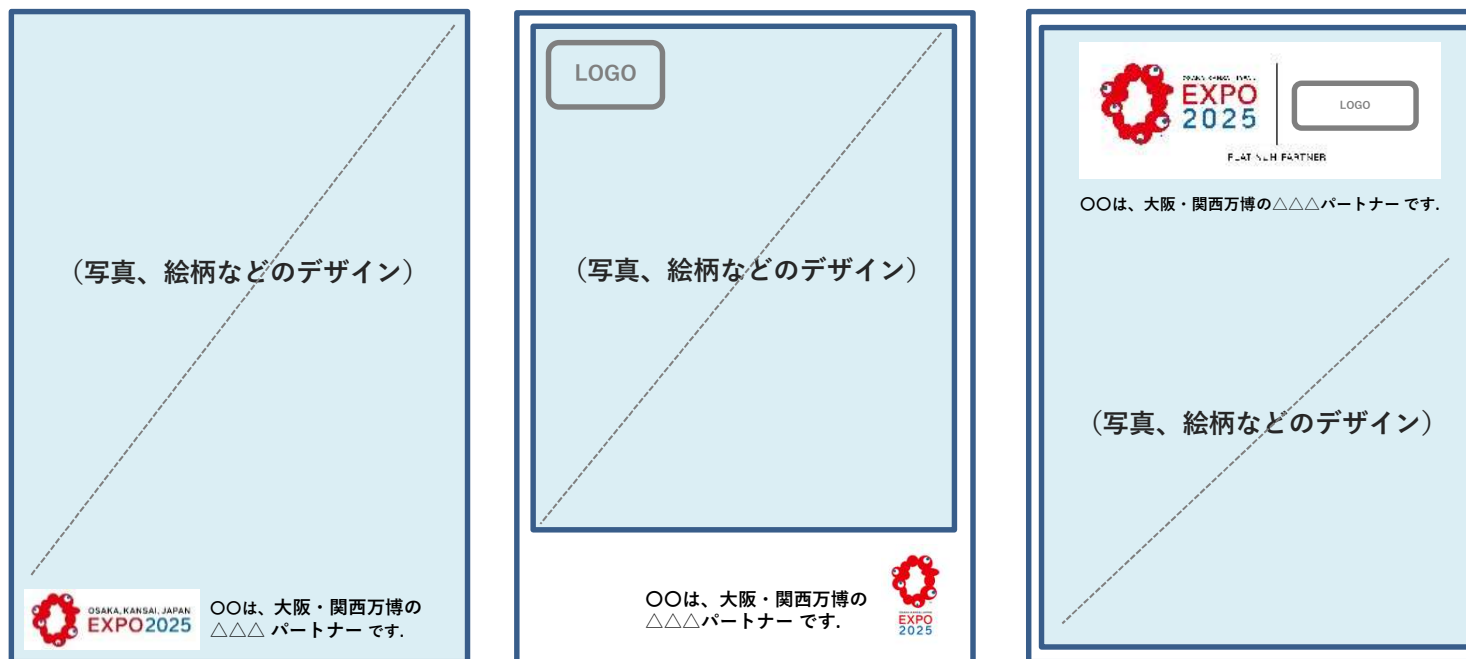 (写真、絵柄などのデザイン)
OSAKA, KANSAI, JAPAN
EXPO2025
〇〇は、大阪・関西万博の
△△△ パートナー です.
LOGO
(写真、絵柄などのデザイン)
〇〇は、大阪・関西万博の
△△△パートナー です.
EXPO
2025
EXPO
2025
LOGO
PARTNER
〇〇は、大阪・関西万博の△△△パートナー です.
(写真、絵柄などのデザイン)